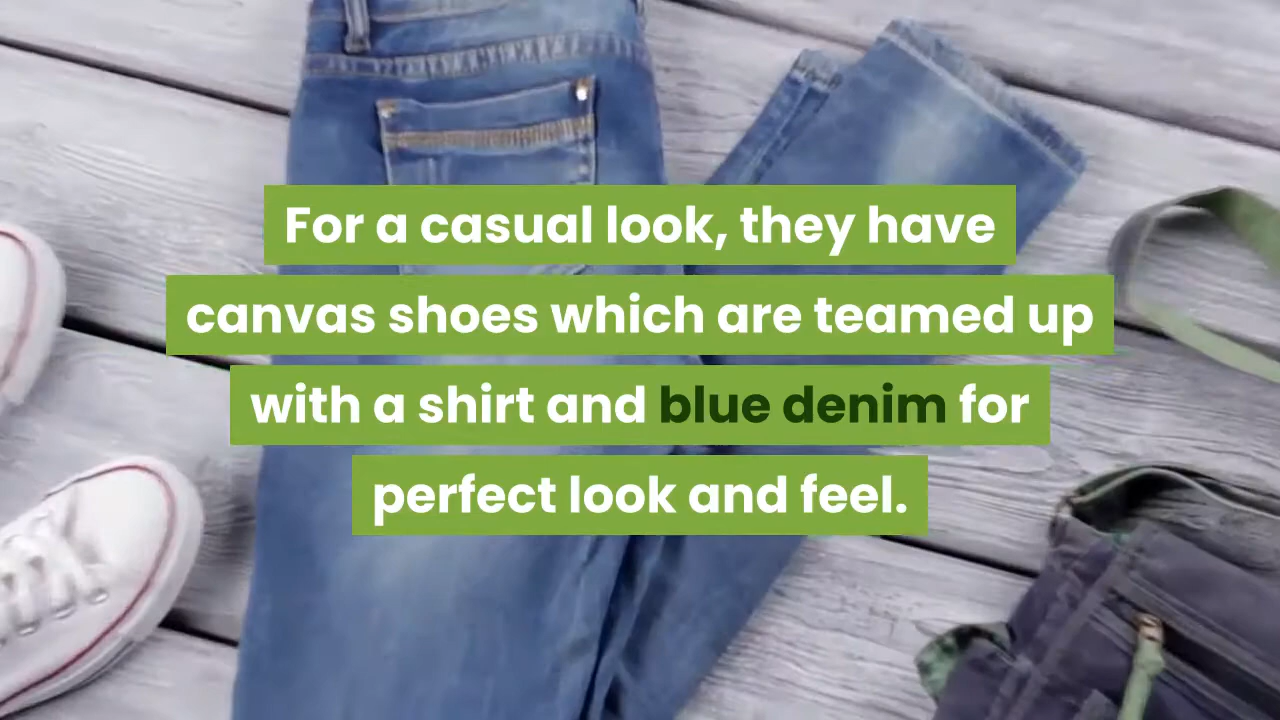 For a casual look, they have
canvas shoes which are teamed up
with a shirt and blue denim for
perfect look and feel.